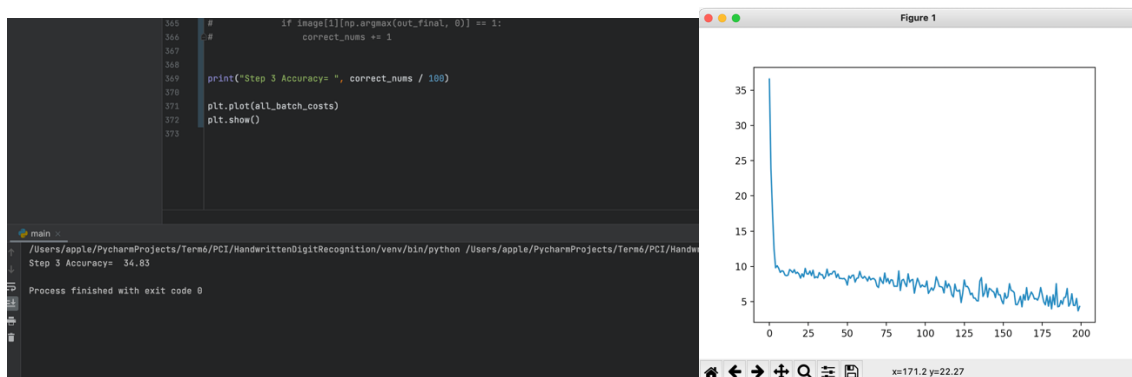 365 # if image[1][np.argmax(out_final, 0)] == 1:
366 # correct_nums += 1
367
368
369 print("Step 3 Accuracy= ", correct_nums / 100)
370
371 plt.plot(all_batch_costs)
372 plt.show()
373
main ×
/Users/apple/PycharmProjects/Term6/PCI/HandwrittenDigitRecognition/venv/bin/python /Users/apple/PycharmProjects/Term6/PCI/Handw
Step 3 Accuracy= 34.83
Process finished with exit code 0
Figure 1
35
30
25
20
15
10
5
0 25 50 75 100 125 150 175 200
x=171.2 y=22.27